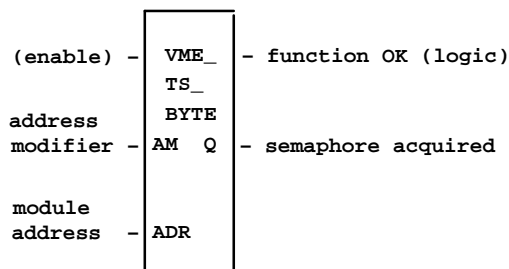 (enable) – VME_ – function OK (logic)
TS_
BYTE
address
modifier – AM Q – semaphore acquired
module
address – ADR